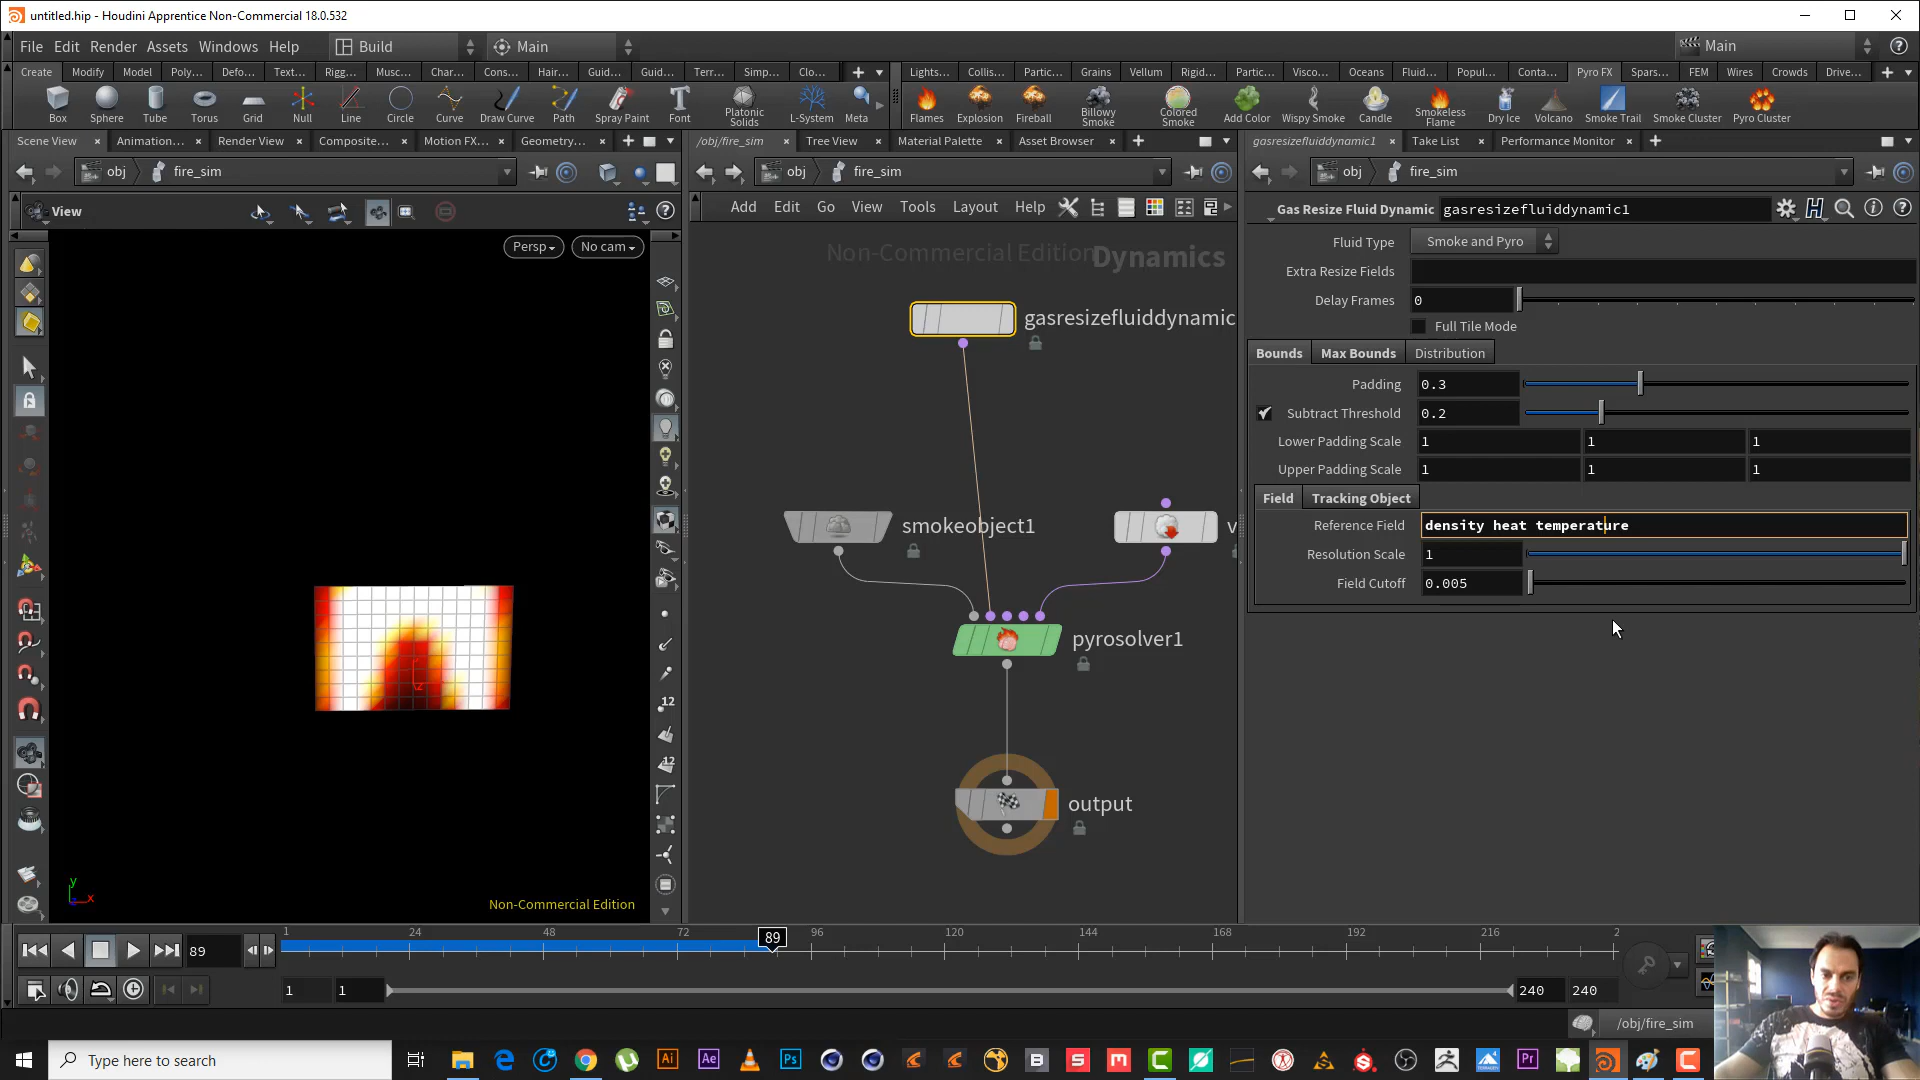 untitled.hip - Houdini Apprentice Non-Commercial 18.0.532
File Edit Render Assets Windows Help Build Main Main
Create Modify Model Poly... Defo... Text... Rigg... Musc... Char... Cons... Hair... Guid... Guid... Terr... Simp... Clo... Lights... Collis... Partic... Grains Vellum Rigid... Partic... Visco... Oceans Fluid... Popul... Conta... Pyro FX Spars... FEM Wires Crowds Drive...
Box Sphere Tube Torus Grid Null Line Circle Curve Draw Curve Path Spray Paint Font Platonic Solids L-System Meta Flames Explosion Fireball Billowy Smoke Colored Smoke Add Color Wispy Smoke Candle Smokeless Flame Dry Ice Volcano Smoke Trail Smoke Cluster Pyro Cluster
Scene View Animation... Render View Composite... Motion FX... Geometry... /obj/fire_sim Tree View Material Palette Asset Browser gasresizefluiddynamic1 Take List Performance Monitor
obj fire_sim obj fire_sim obj fire_sim
View Add Edit Go View Tools Layout Help Gas Resize Fluid Dynamic gasresizefluiddynamic1
Persp No cam
Non-Commercial Edition Dynamics
gasresizefluiddynamic
smokeobject1
v
pyrosolver1
output
Fluid Type Smoke and Pyro
Extra Resize Fields
Delay Frames 0
Full Tile Mode
Bounds Max Bounds Distribution
Padding 0.3
Subtract Threshold 0.2
Lower Padding Scale 1 1 1
Upper Padding Scale 1 1 1
Field Tracking Object
Reference Field density heat temperature
Resolution Scale 1
Field Cutoff 0.005
z
12
12
y
x
Non-Commercial Edition
89 1 24 48 72 89 96 120 144 168 192 216 2
1 1 240 240
/obj/fire_sim
Type here to search
Ai Ae Ps B S M Pr